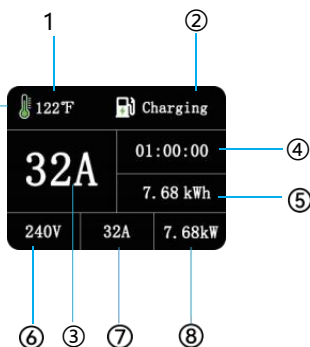 1 ②
122℉ Charging
32A
01:00:00 ④
7.68 kWh ⑤
240V 32A 7.68kW
⑥ ③ ⑦ ⑧